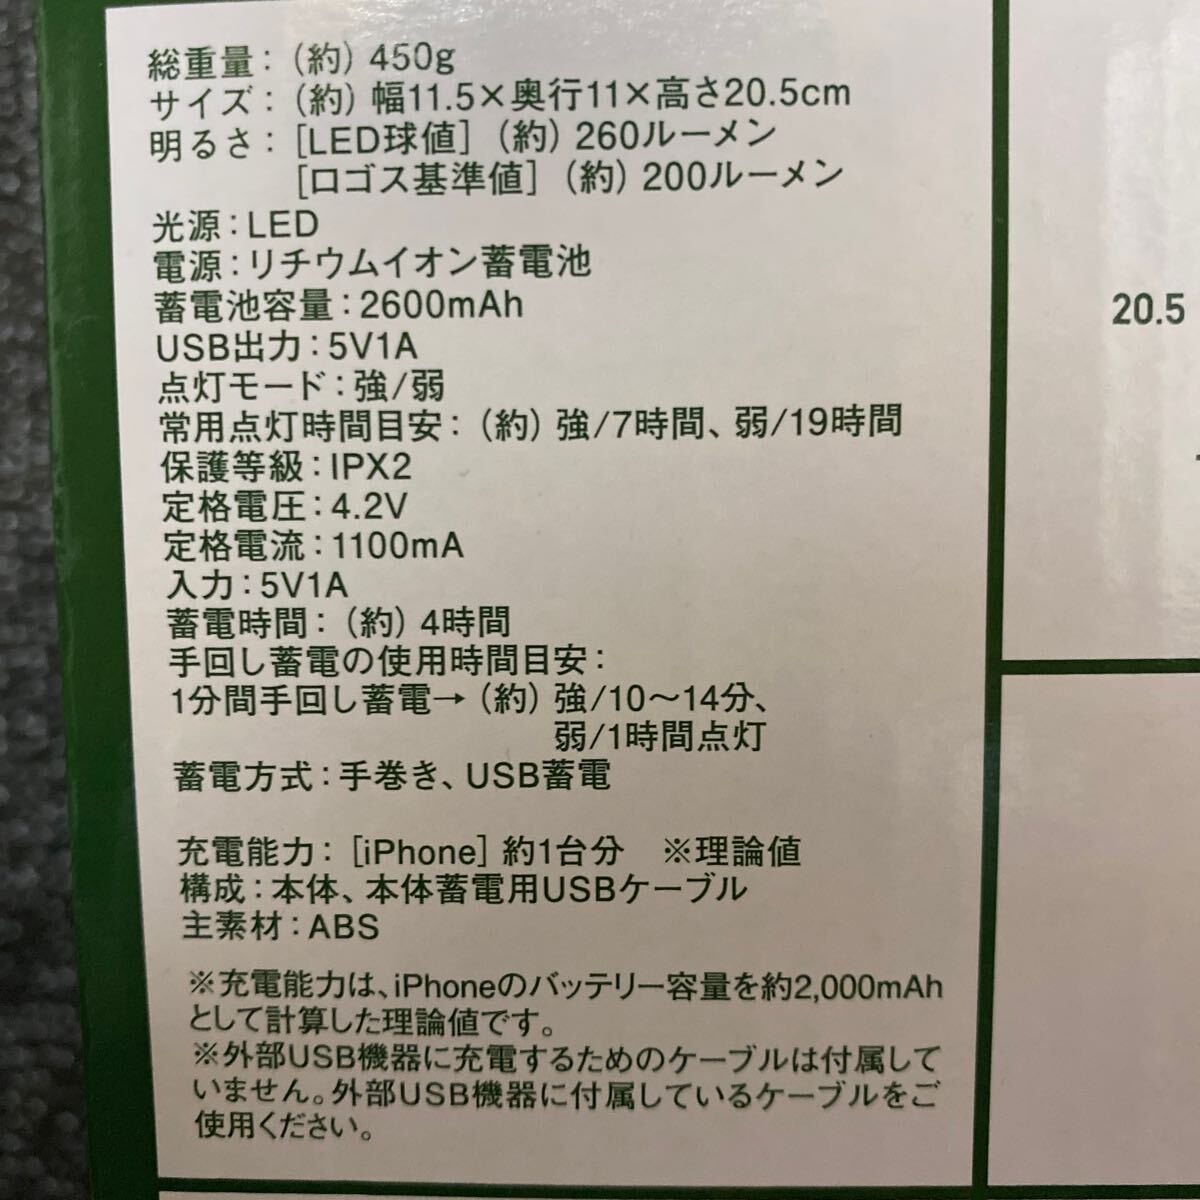 総重量：（約）450g
サイズ：（約）幅11.5×奥行11×高さ20.5cm
明るさ：［LED球値］（約）260ルーメン
［ロゴス基準値］（約）200ルーメン
光源：LED
電源：リチウムイオン蓄電池
蓄電池容量：2600mAh
USB出力：5V1A
点灯モード：強/弱
常用点灯時間目安：（約）強/7時間、弱/19時間
保護等級：IPX2
定格電圧：4.2V
定格電流：1100mA
入力：5V1A
蓄電時間：（約）4時間
手回し蓄電の使用時間目安：
1分間手回し蓄電→（約）強/10〜14分、
弱/1時間点灯
蓄電方式：手巻き、USB蓄電
充電能力：［iPhone］約1台分　※理論値
構成：本体、本体蓄電用USBケーブル
主素材：ABS
※充電能力は、iPhoneのバッテリー容量を約2,000mAh
として計算した理論値です。
※外部USB機器に充電するためのケーブルは付属して
いません。外部USB機器に付属しているケーブルをご
使用ください。
20.5